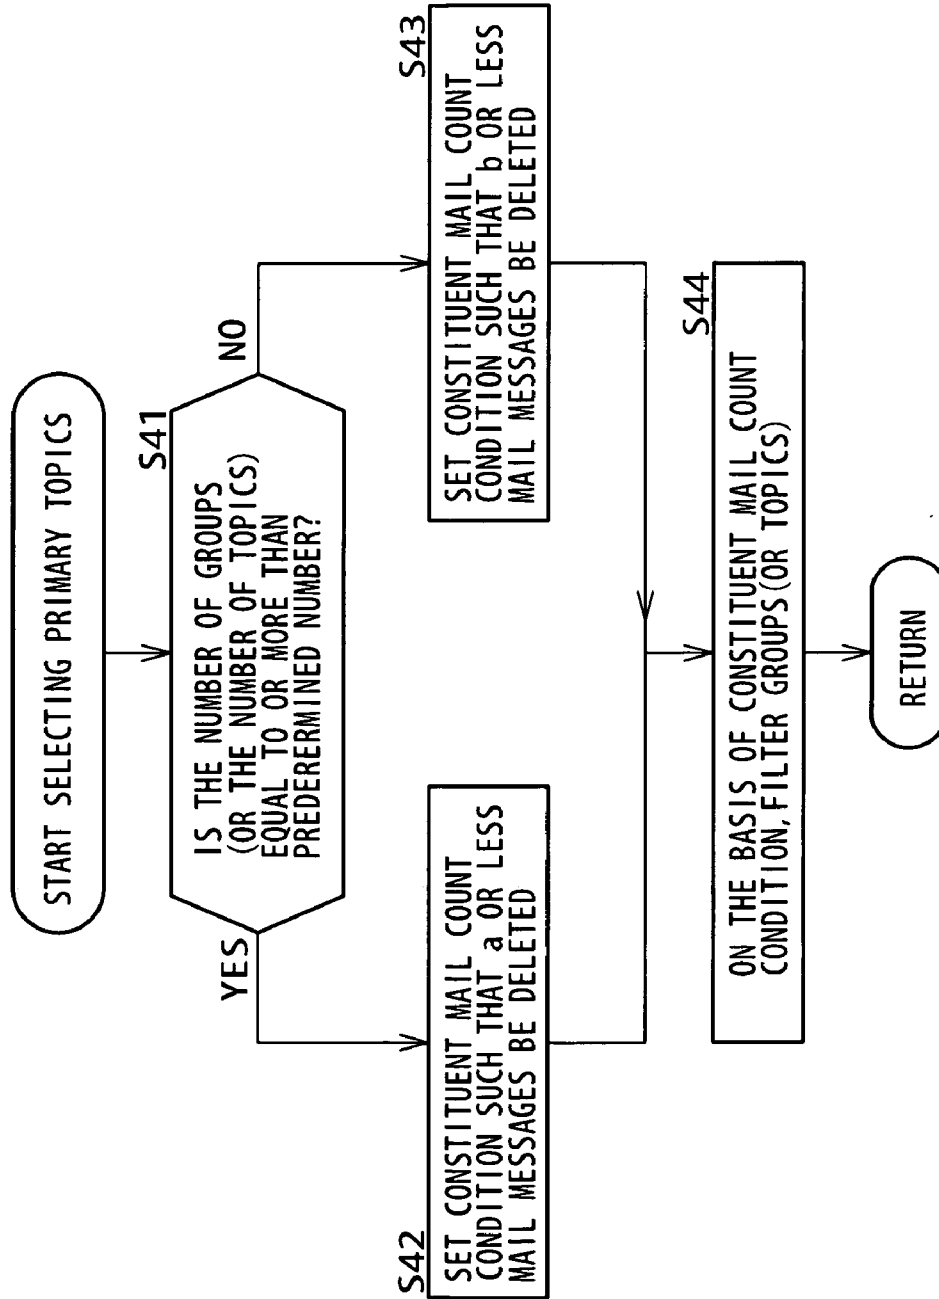 START SELECTING PRIMARY TOPICS
S41
IS THE NUMBER OF GROUPS
(OR THE NUMBER OF TOPICS)
EQUAL TO OR MORE THAN
PREDERERMINED NUMBER?
YES
NO
S42
SET CONSTITUENT MAIL COUNT
CONDITION SUCH THAT a OR LESS
MAIL MESSAGES BE DELETED
S43
SET CONSTITUENT MAIL COUNT
CONDITION SUCH THAT b OR LESS
MAIL MESSAGES BE DELETED
S44
ON THE BASIS OF CONSTITUENT MAIL COUNT
CONDITION,FILTER GROUPS(OR TOPICS)
RETURN